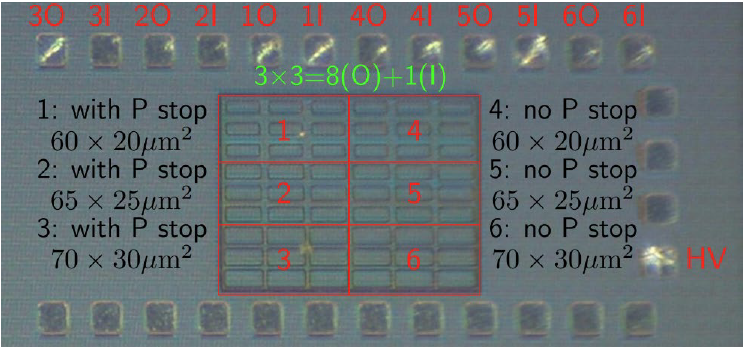 3O 3I 2O 2I 1O 1I 4O 4I 5O 5I 6O 6I
3×3=8(O)+1(I)
1: with P stop
60 × 20μm²
2: with P stop
65 × 25μm²
3: with P stop
70 × 30μm²
1 4
2 5
3 6
4: no P stop
60 × 20μm²
5: no P stop
65 × 25μm²
6: no P stop
70 × 30μm²
HV